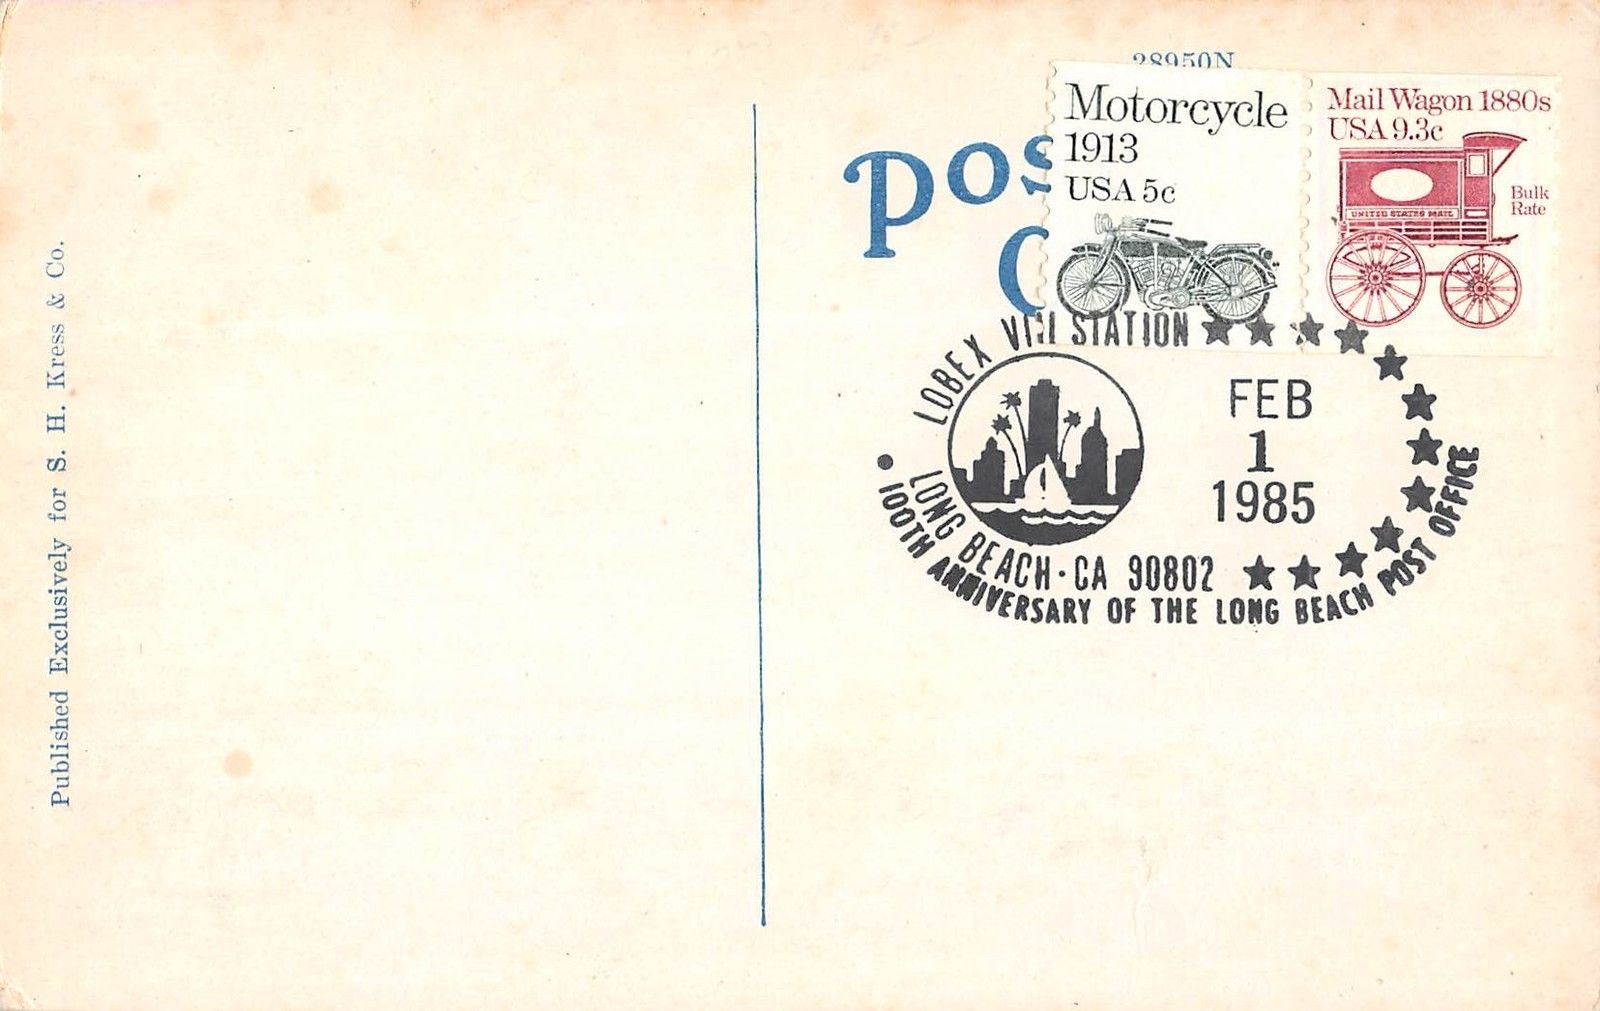 Published Exclusively for S. H. Kress & Co.
28950N
Pos
C
Motorcycle
1913
USA 5c
Mail Wagon 1880s
USA 9.3c
Bulk
Rate
UNITED STATES MAIL
LOBEX VIII STATION
FEB
1
1985
LONG BEACH · CA 90802
• 100TH ANNIVERSARY OF THE LONG BEACH POST OFFICE